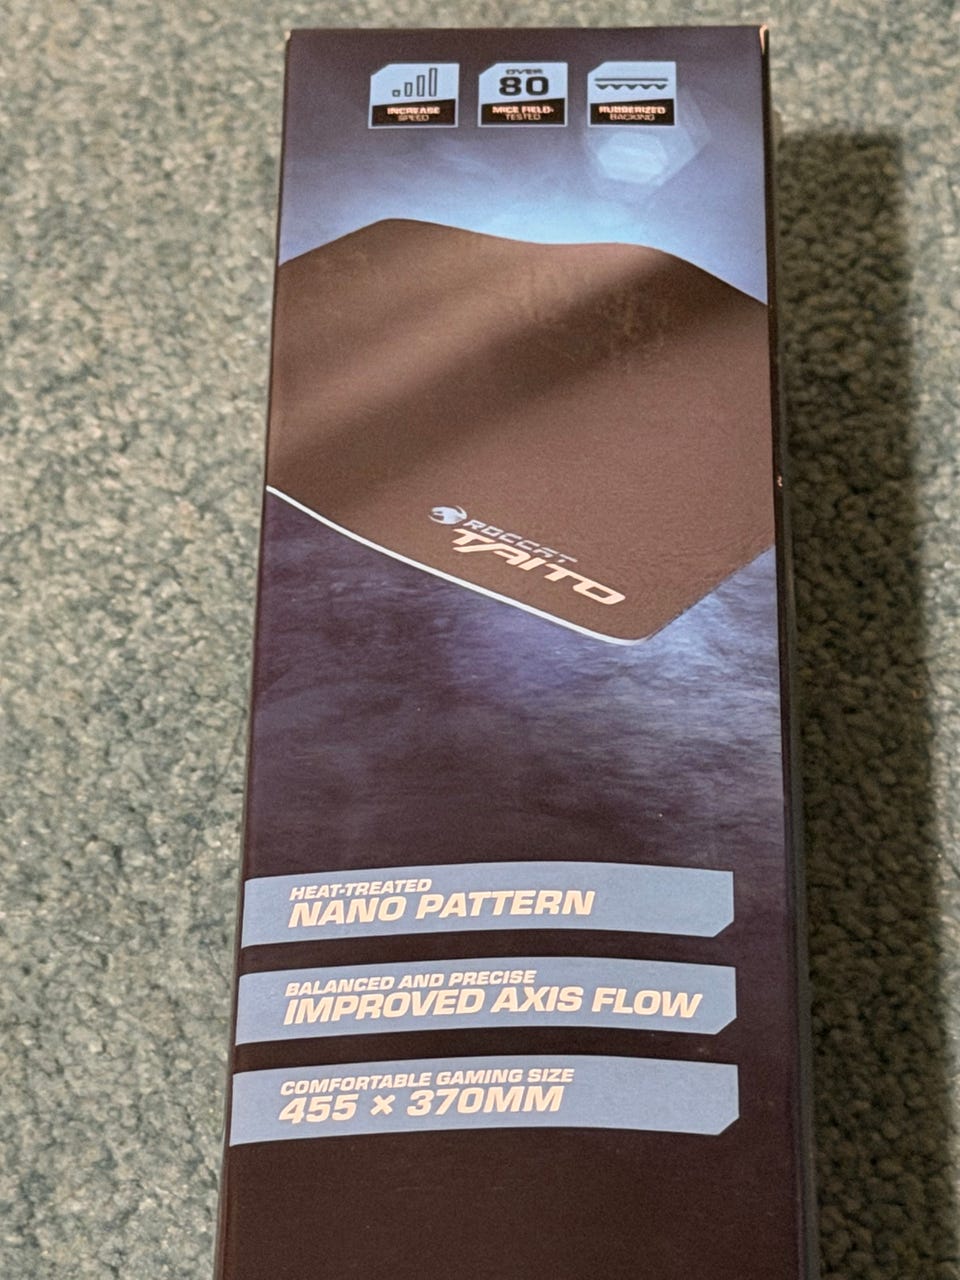 INCREASE
SPEED
OVER
80
MICE FIELD-
TESTED
RUBBERIZED
BACKING
ROCCAT
TAITO
HEAT-TREATED
NANO PATTERN
BALANCED AND PRECISE
IMPROVED AXIS FLOW
COMFORTABLE GAMING SIZE
455 × 370MM